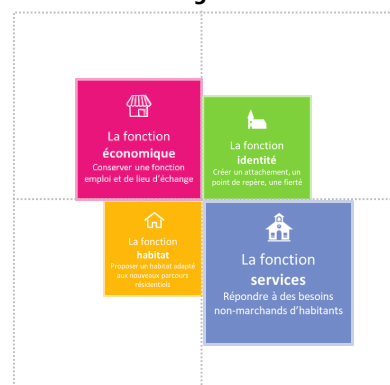 La fonction
économique
Conserver une fonction
emploi et de lieu d'échange
La fonction
identité
Créer un attachement, un
point de repère, une fierté
La fonction
habitat
Proposer un habitat adapté
aux nouveaux parcours
résidentiels
La fonction
services
Répondre à des besoins
non-marchands d'habitants